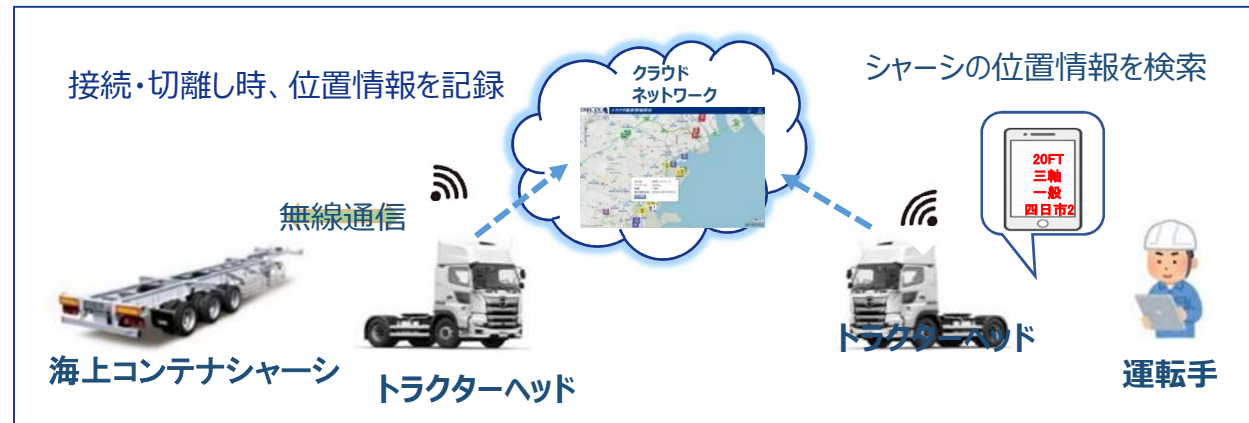 接続・切離し時、位置情報を記録
クラウド
ネットワーク
シャーシの位置情報を検索
20FT
三軸
一般
四日市2
無線通信
海上コンテナシャーシ
トラクターヘッド
トラクターヘッド
運転手